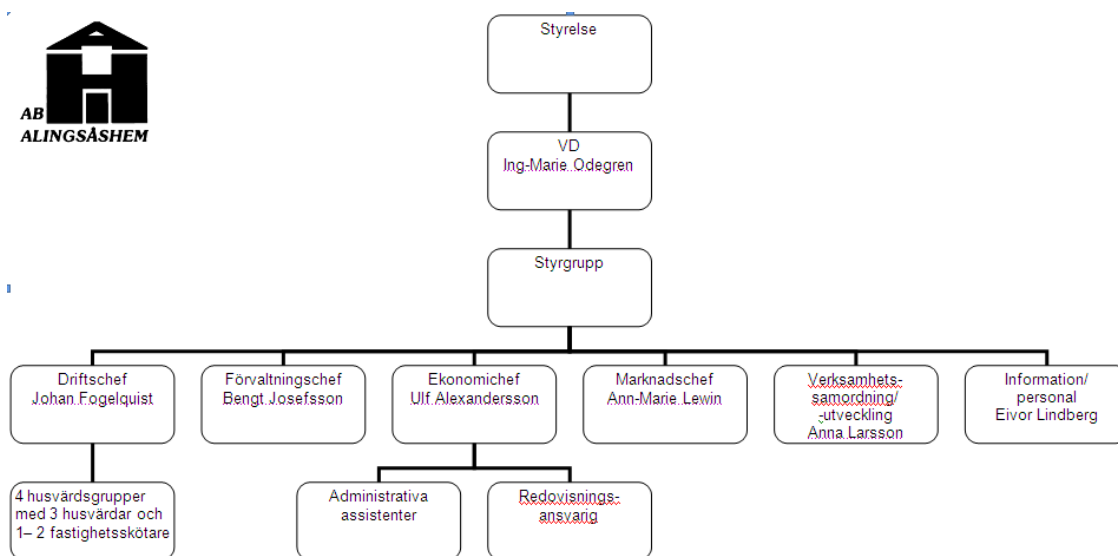 AB
ALINGSÅSHEM
Styrelse
VD
Ing-Marie Odegren
Styrgrupp
Driftschef
Johan Fogelquist
Förvaltningschef
Bengt Josefsson
Ekonomichef
Ulf Alexandersson
Marknadschef
Ann-Marie Lewin
Verksamhets-
samordning/
-utveckling
Anna Larsson
Information/
personal
Eivor Lindberg
4 husvärdsgrupper
med 3 husvärdar och
1– 2 fastighetsskötare
Administrativa
assistenter
Redovisnings-
ansvarig